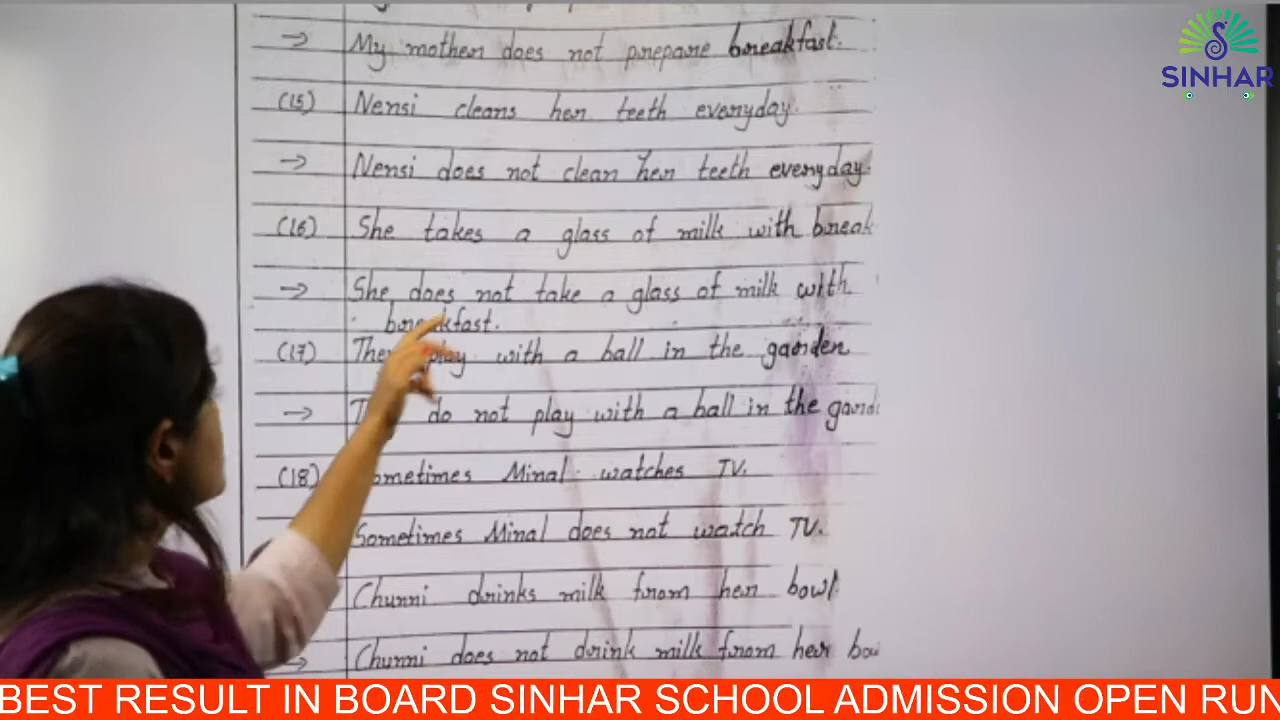 → My mother does not prepare breakfast.
(15) Nensi cleans her teeth everyday.
→ Nensi does not clean her teeth everyday.
(16) She takes a glass of milk with break
→ She does not take a glass of milk with
breakfast.
(17) They play with a ball in the garden
→ do not play with a ball in the garde
(18) Sometimes Minal watches TV.
Sometimes Minal does not watch TV.
Chunni drinks milk from her bowl.
→ Chunni does not drink milk from her bow
SINHAR
BEST RESULT IN BOARD SINHAR SCHOOL ADMISSION OPEN RUN